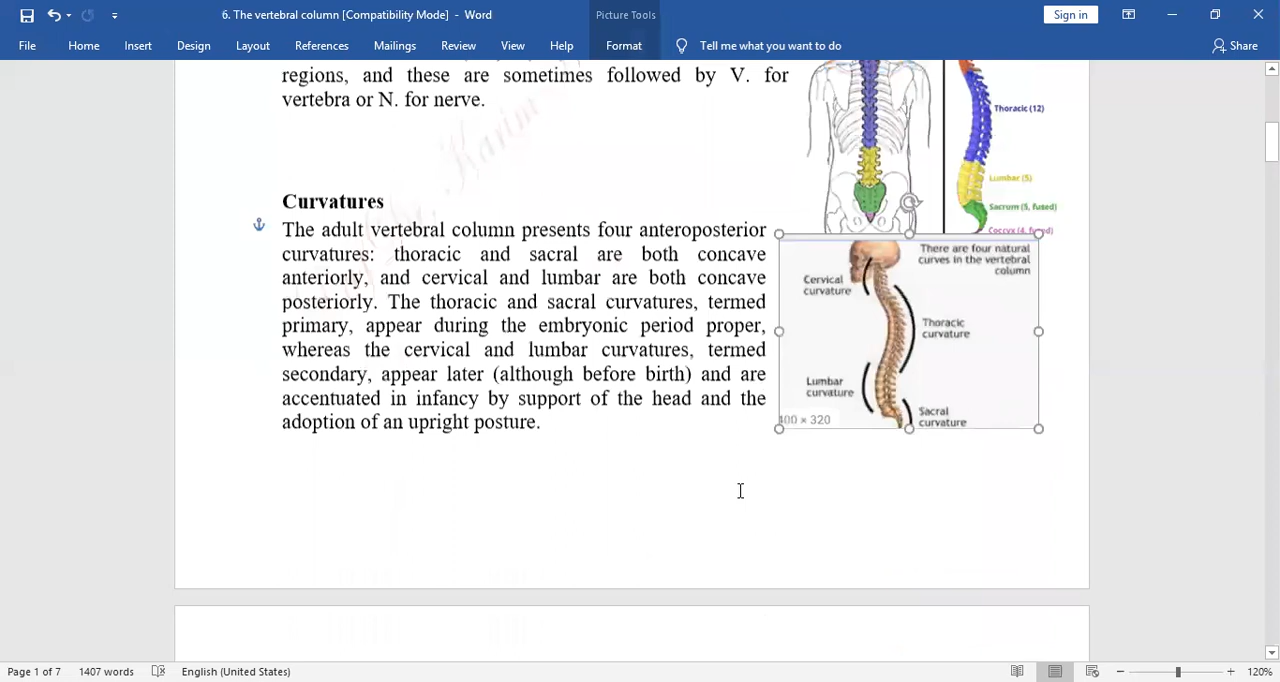 6. The vertebral column [Compatibility Mode] - Word
Picture Tools
Sign in
File
Home
Insert
Design
Layout
References
Mailings
Review
View
Help
Format
Tell me what you want to do
Share
regions, and these are sometimes followed by V. for
vertebra or N. for nerve.
Karim
Thoracic (12)
Lumbar (5)
Sacrum (5, fused)
Coccyx (4, fused)
Curvatures
The adult vertebral column presents four anteroposterior
curvatures: thoracic and sacral are both concave
anteriorly, and cervical and lumbar are both concave
posteriorly. The thoracic and sacral curvatures, termed
primary, appear during the embryonic period proper,
whereas the cervical and lumbar curvatures, termed
secondary, appear later (although before birth) and are
accentuated in infancy by support of the head and the
adoption of an upright posture.
There are four natural
curves in the vertebral
column
Cervical
curvature
Thoracic
curvature
Lumbar
curvature
Sacral
curvature
400 × 320
Page 1 of 7
1407 words
English (United States)
120%